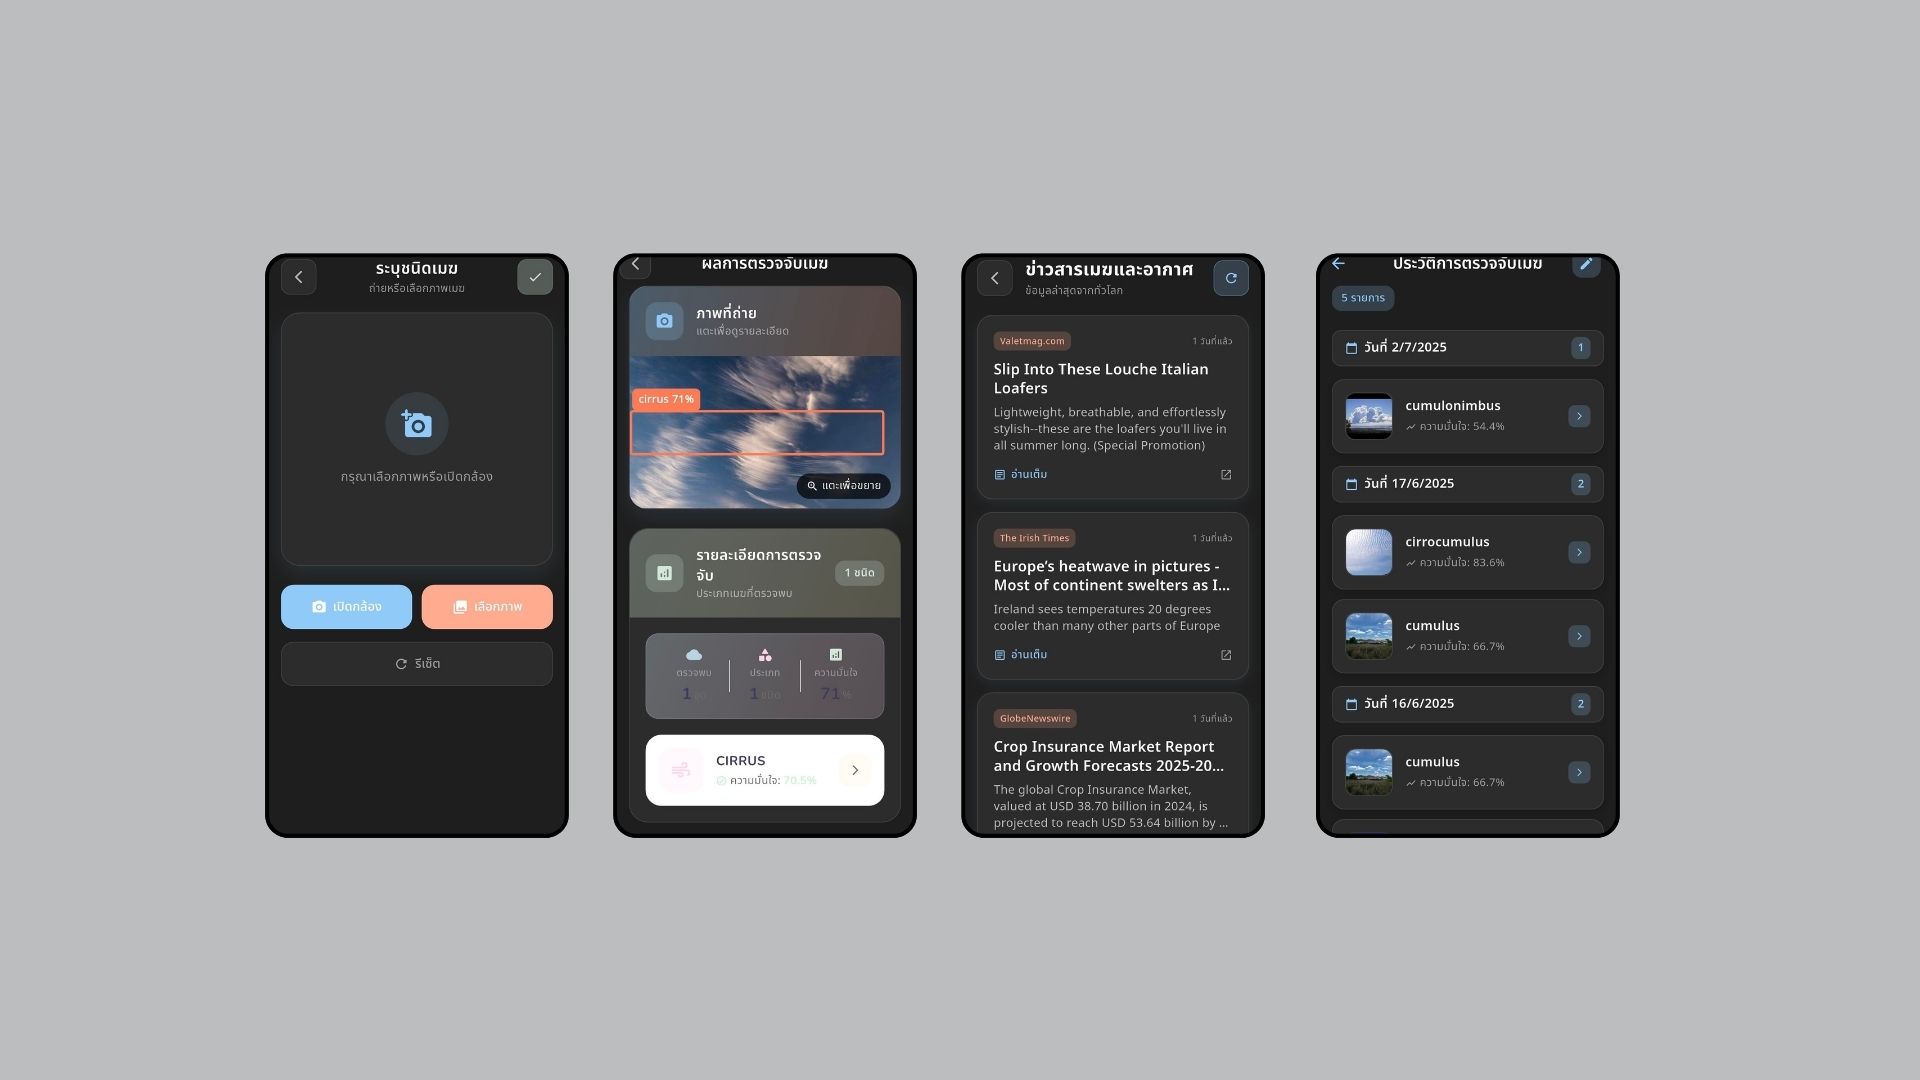 ระบุชนิดเมฆ
ถ่ายหรือเลือกภาพเมฆ
กรุณาเลือกภาพหรือเปิดกล้อง
เปิดกล้อง
เลือกภาพ
รีเซ็ต
ผลการตรวจจับเมฆ
ภาพที่ถ่าย
แตะเพื่อดูรายละเอียด
cirrus 71%
แตะเพื่อขยาย
รายละเอียดการตรวจ
จับ
1 ชนิด
ประเภทเมฆที่ตรวจพบ
ตรวจพบ
ประเภท
ความมั่นใจ
1
1 ชนิด
71 %
CIRRUS
ความมั่นใจ: 70.5%
ข่าวสารเมฆและอากาศ
ข้อมูลล่าสุดจากทั่วโลก
Valetmag.com
1 วันที่แล้ว
Slip Into These Louche Italian
Loafers
Lightweight, breathable, and effortlessly
stylish--these are the loafers you'll live in
all summer long. (Special Promotion)
อ่านเต็ม
The Irish Times
1 วันที่แล้ว
Europe’s heatwave in pictures -
Most of continent swelters as I...
Ireland sees temperatures 20 degrees
cooler than many other parts of Europe
อ่านเต็ม
GlobeNewswire
1 วันที่แล้ว
Crop Insurance Market Report
and Growth Forecasts 2025-20...
The global Crop Insurance Market,
valued at USD 38.70 billion in 2024, is
projected to reach USD 53.64 billion by ...
ประวัติการตรวจจับเมฆ
5 รายการ
วันที่ 2/7/2025
1
cumulonimbus
ความมั่นใจ: 54.4%
วันที่ 17/6/2025
2
cirrocumulus
ความมั่นใจ: 83.6%
cumulus
ความมั่นใจ: 66.7%
วันที่ 16/6/2025
2
cumulus
ความมั่นใจ: 66.7%